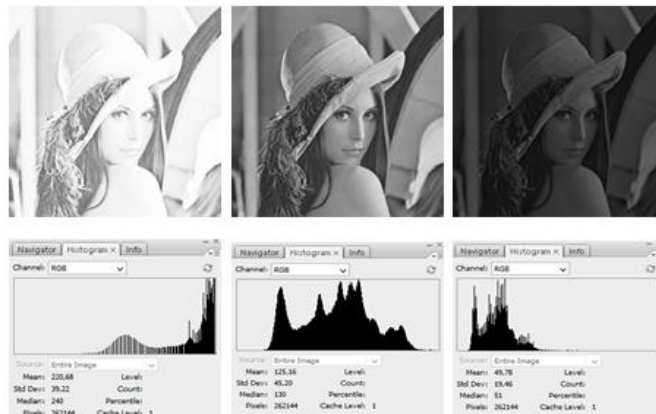 Navigator Histogram × Info
Channel: RGB
Source: Entire Image
Mean: 220,68 Level:
Std Dev: 39,22 Count:
Median: 240 Percentile:
Pixels: 262144 Cache Level: 1
Navigator Histogram × Info
Channel: RGB
Source: Entire Image
Mean: 125,16 Level:
Std Dev: 45,20 Count:
Median: 130 Percentile:
Pixels: 262144 Cache Level: 1
Navigator Histogram × Info
Channel: RGB
Source: Entire Image
Mean: 49,78 Level:
Std Dev: 19,46 Count:
Median: 51 Percentile:
Pixels: 262144 Cache Level: 1